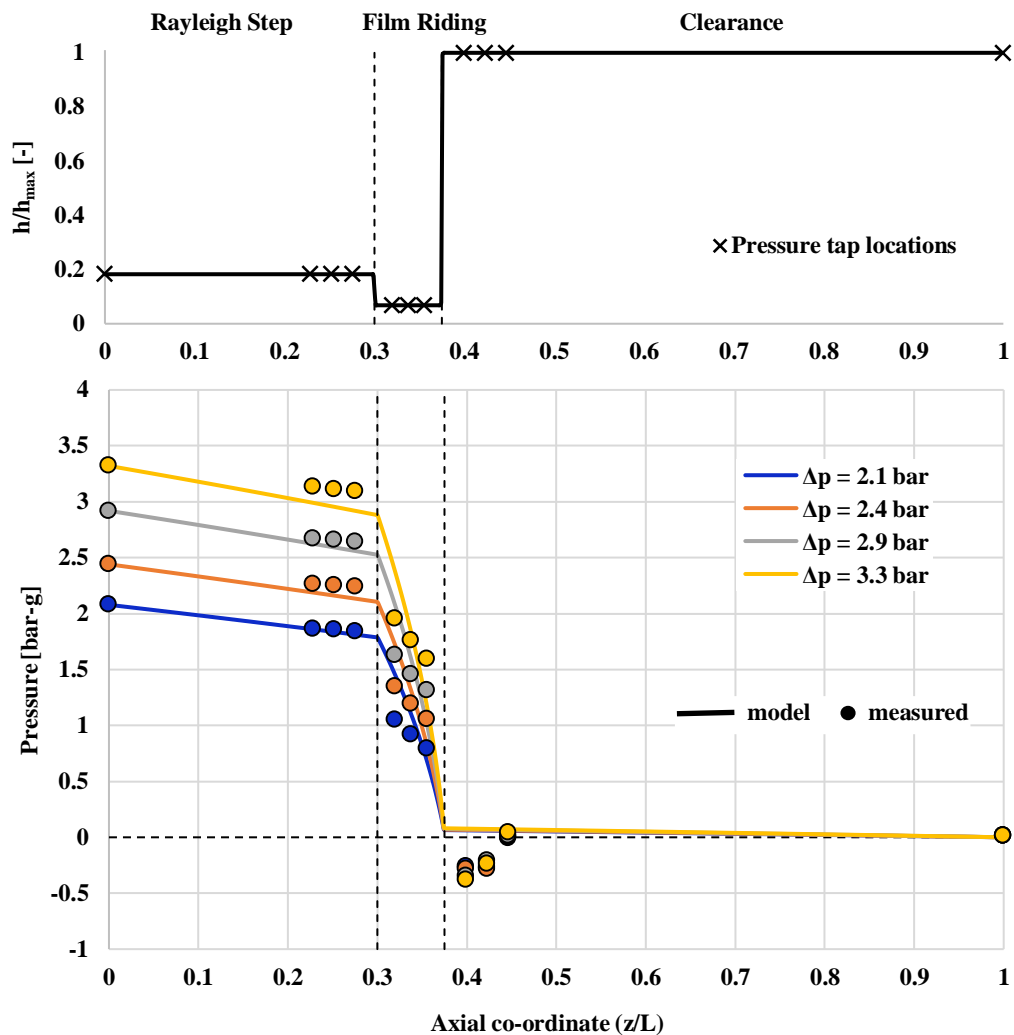 Rayleigh Step Film Riding Clearance
1
0.8
0.6
0.4
0.2
0
h/hmax [-]
×Pressure tap locations
0 0.1 0.2 0.3 0.4 0.5 0.6 0.7 0.8 0.9 1
4
3.5
3
2.5
2
1.5
1
0.5
0
-0.5
-1
Pressure [bar-g]
Δp = 2.1 bar
Δp = 2.4 bar
Δp = 2.9 bar
Δp = 3.3 bar
model measured
0 0.1 0.2 0.3 0.4 0.5 0.6 0.7 0.8 0.9 1
Axial co-ordinate (z/L)